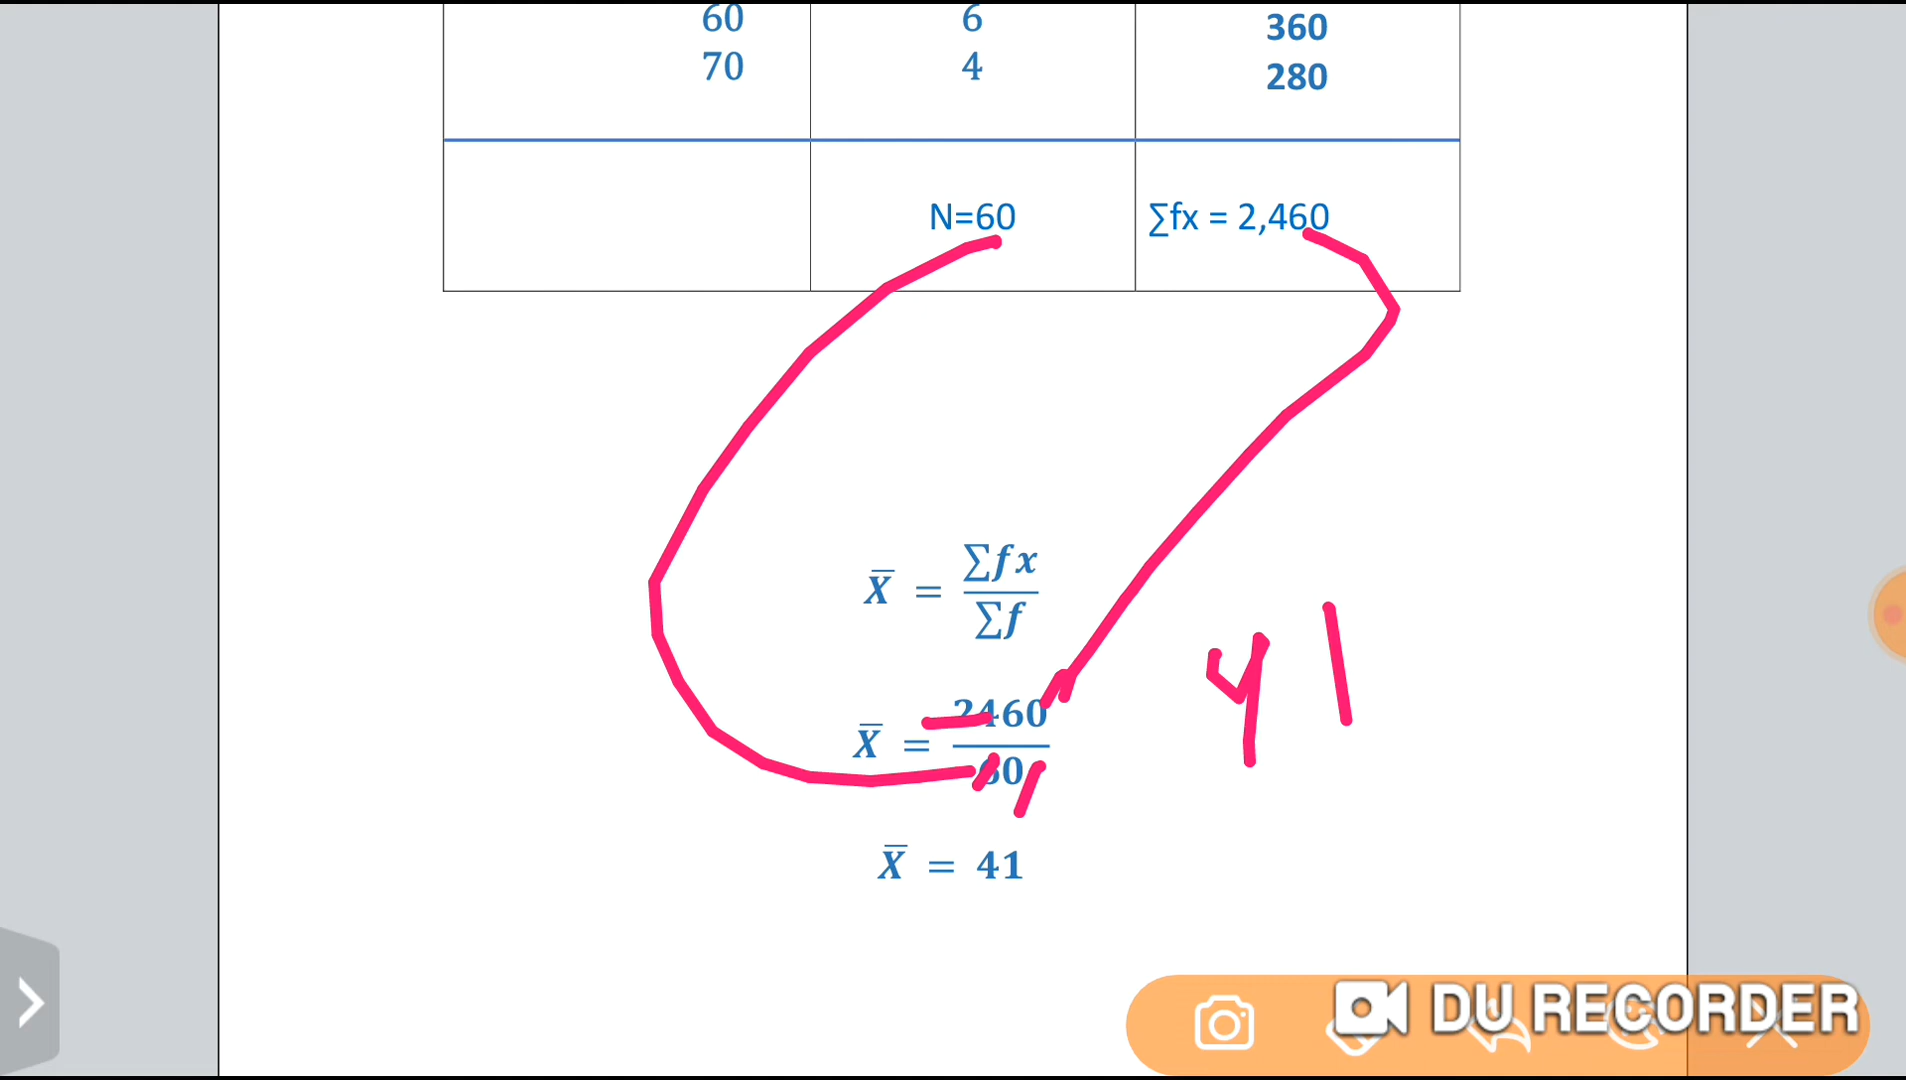 60 6 360
70 4 280
N=60 ∑fx = 2,460
X̅ = ∑fx / ∑f
X̅ = 2460 / 60
41
X̅ = 41
DU RECORDER